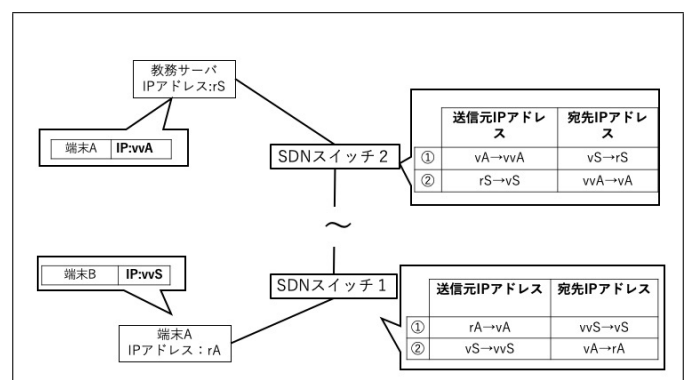 教務サーバ
IPアドレス:rS
端末A IP:vvA
SDNスイッチ2
送信元IPアドレ
ス
宛先IPアドレ
ス
① vA→vvA vS→rS
② rS→vS vvA→vA
〜
端末B IP:vvS
SDNスイッチ1
送信元IPアドレス 宛先IPアドレス
① rA→vA vvS→vS
② vS→vvS vA→rA
端末A
IPアドレス：rA